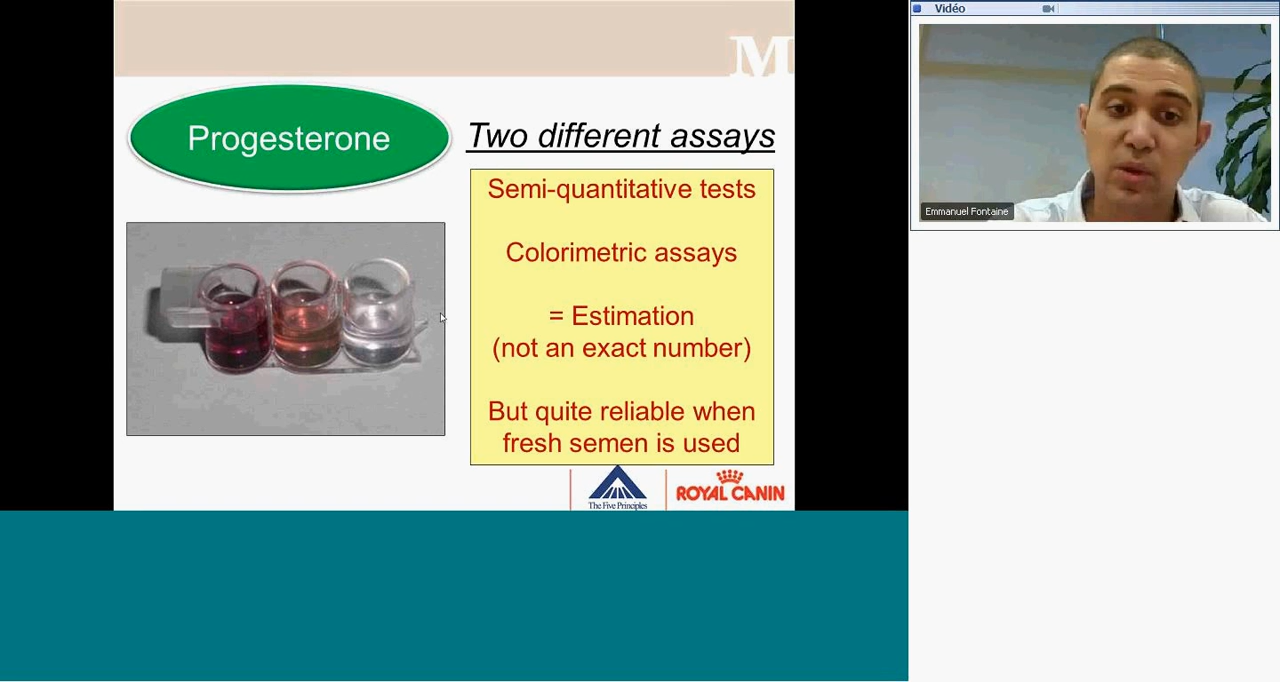 M
Progesterone
Two different assays
Semi-quantitative tests
Colorimetric assays
= Estimation
(not an exact number)
But quite reliable when
fresh semen is used
The Five Principles
ROYAL CANIN
Vidéo
Emmanuel Fontaine